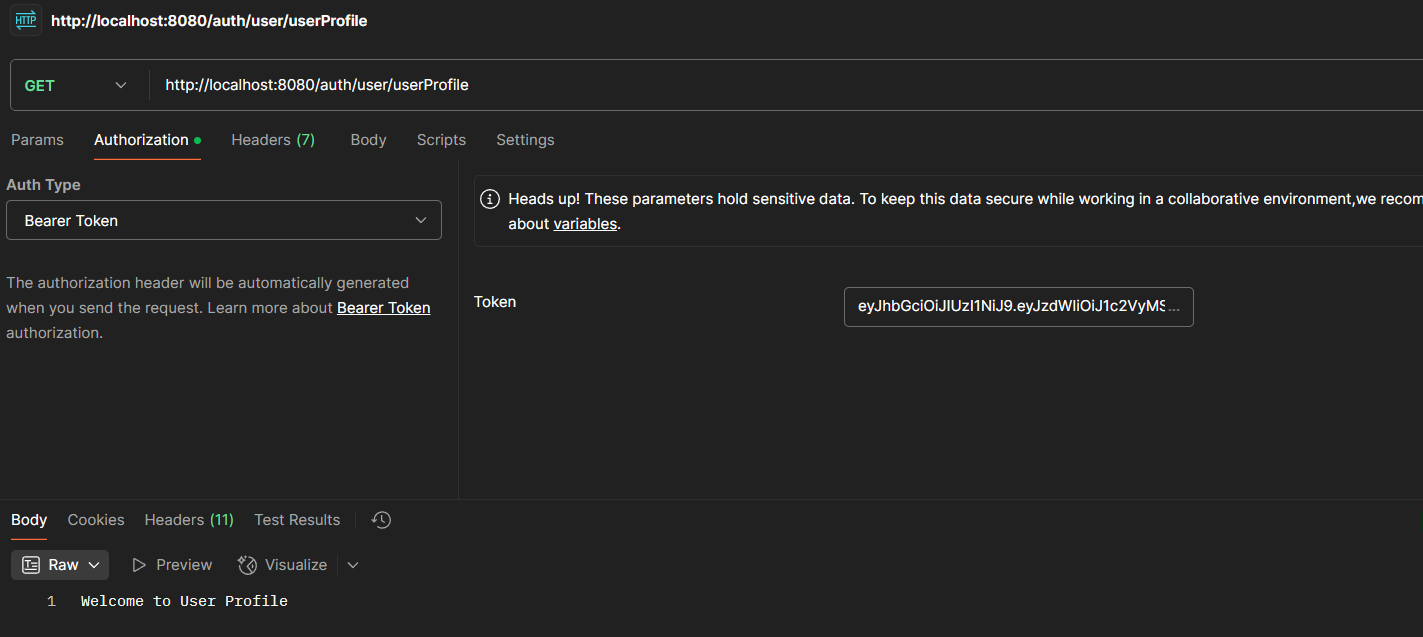 HTTP http://localhost:8080/auth/user/userProfile
GET http://localhost:8080/auth/user/userProfile
Params Authorization Headers (7) Body Scripts Settings
Auth Type
Bearer Token
The authorization header will be automatically generated
when you send the request. Learn more about Bearer Token
authorization.
Heads up! These parameters hold sensitive data. To keep this data secure while working in a collaborative environment,we recom
about variables.
Token
eyJhbGciOiJIUzI1NiJ9.eyJzdWIiOiJ1c2VyMS...
Body Cookies Headers (11) Test Results
Raw Preview Visualize
1 Welcome to User Profile